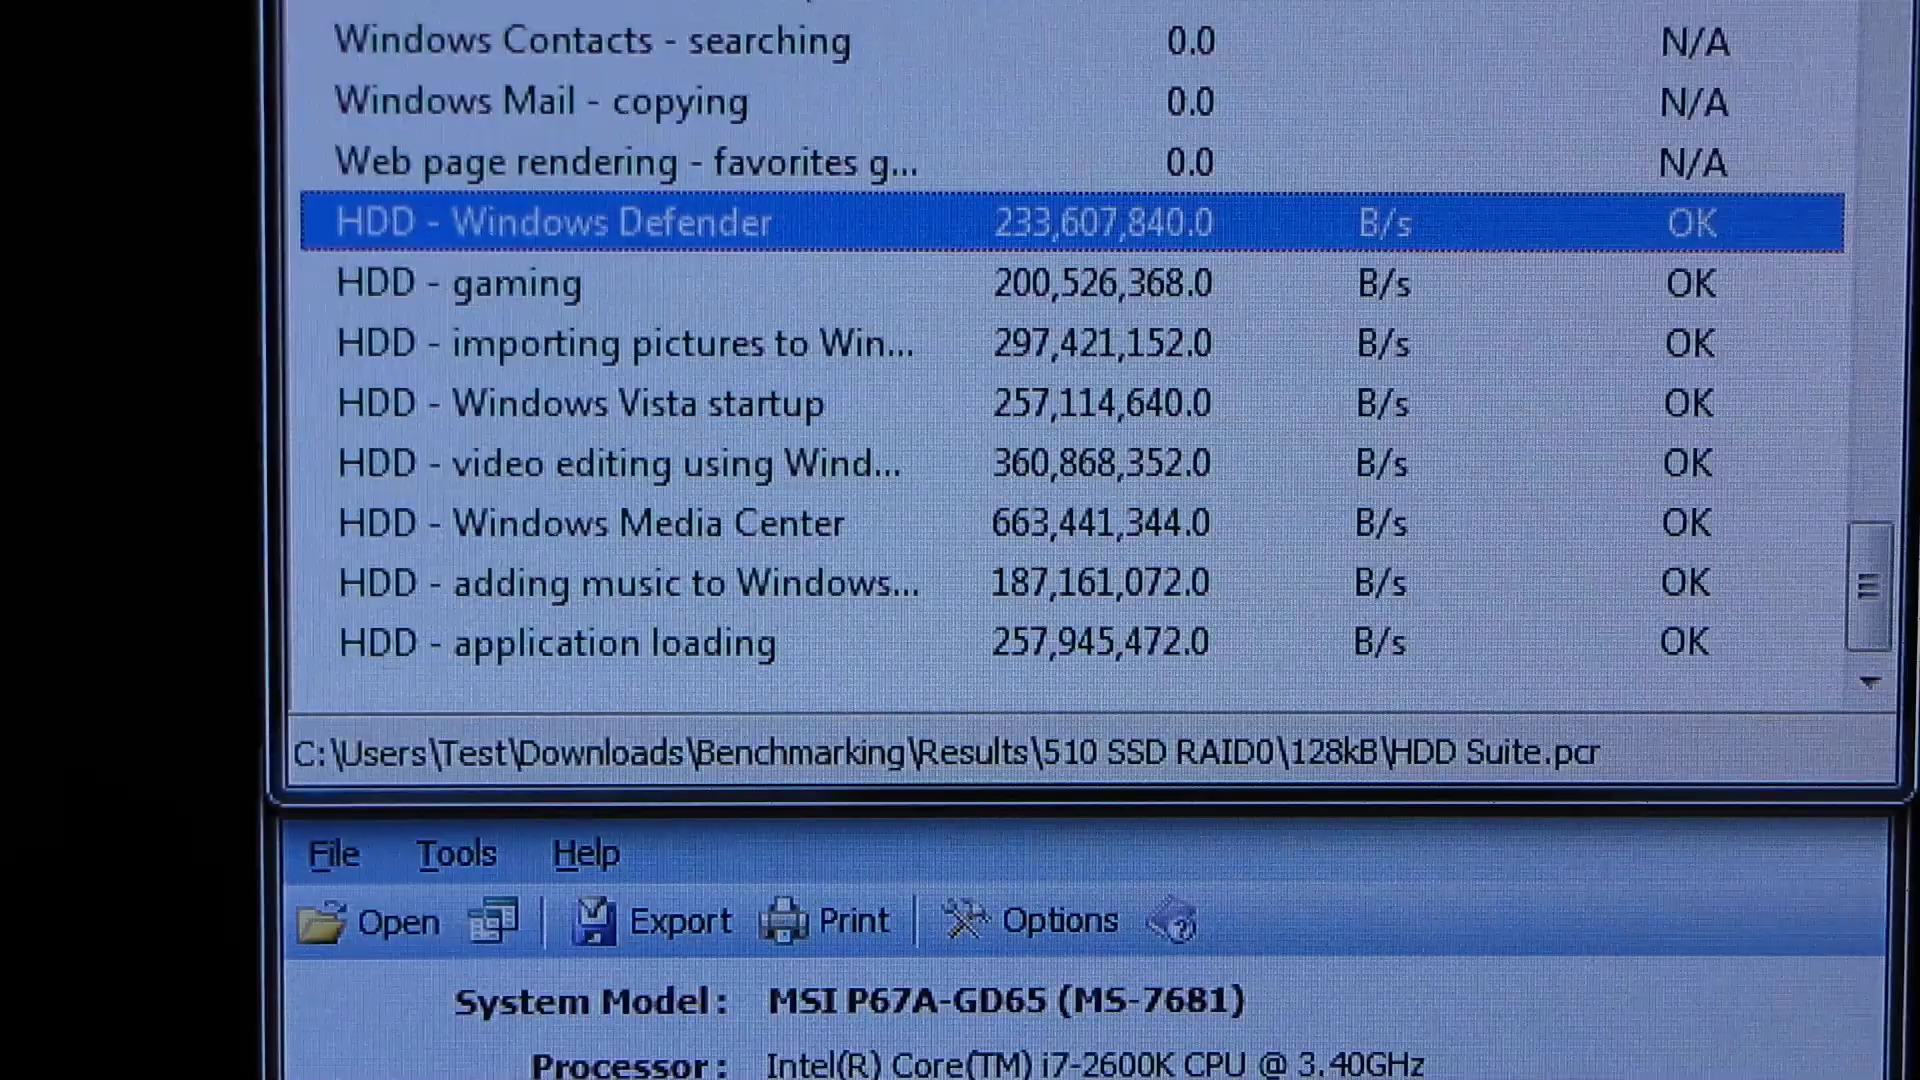 Windows Contacts - searching 0.0 N/A
Windows Mail - copying 0.0 N/A
Web page rendering - favorites g... 0.0 N/A
HDD - Windows Defender 233,607,840.0 B/s OK
HDD - gaming 200,526,368.0 B/s OK
HDD - importing pictures to Win... 297,421,152.0 B/s OK
HDD - Windows Vista startup 257,114,640.0 B/s OK
HDD - video editing using Wind... 360,868,352.0 B/s OK
HDD - Windows Media Center 663,441,344.0 B/s OK
HDD - adding music to Windows... 187,161,072.0 B/s OK
HDD - application loading 257,945,472.0 B/s OK
C:\Users\Test\Downloads\Benchmarking\Results\510 SSD RAID0\128kB\HDD Suite.pcr
File Tools Help
Open Export Print Options
System Model: MSI P67A-GD65 (MS-7681)
Processor: Intel(R) Core(TM) i7-2600K CPU @ 3.40GHz